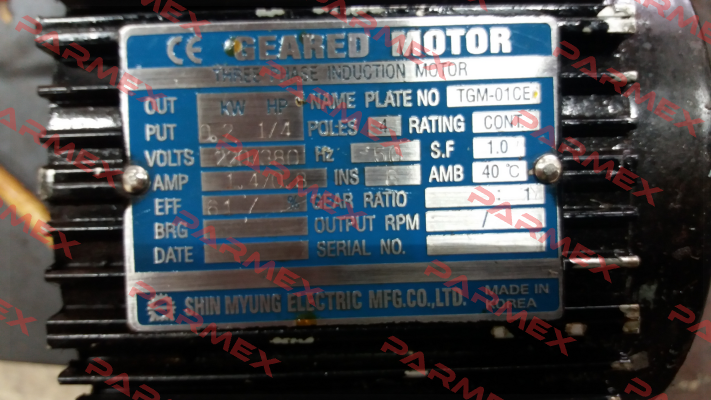 CE GEARED MOTOR
THREE PHASE INDUCTION MOTOR
OUT PUT KW HP NAME PLATE NO TGM-01CE
0.2 1/4 POLES 4 RATING CONT.
VOLTS 220/380 Hz S.F 1.0
AMP 1.4/0.8 INS AMB 40 ℃
EFF GEAR RATIO : 1
BRG OUTPUT RPM /
DATE SERIAL NO.
SHIN MYUNG ELECTRIC MFG.CO.,LTD. MADE IN KOREA
PARMEX